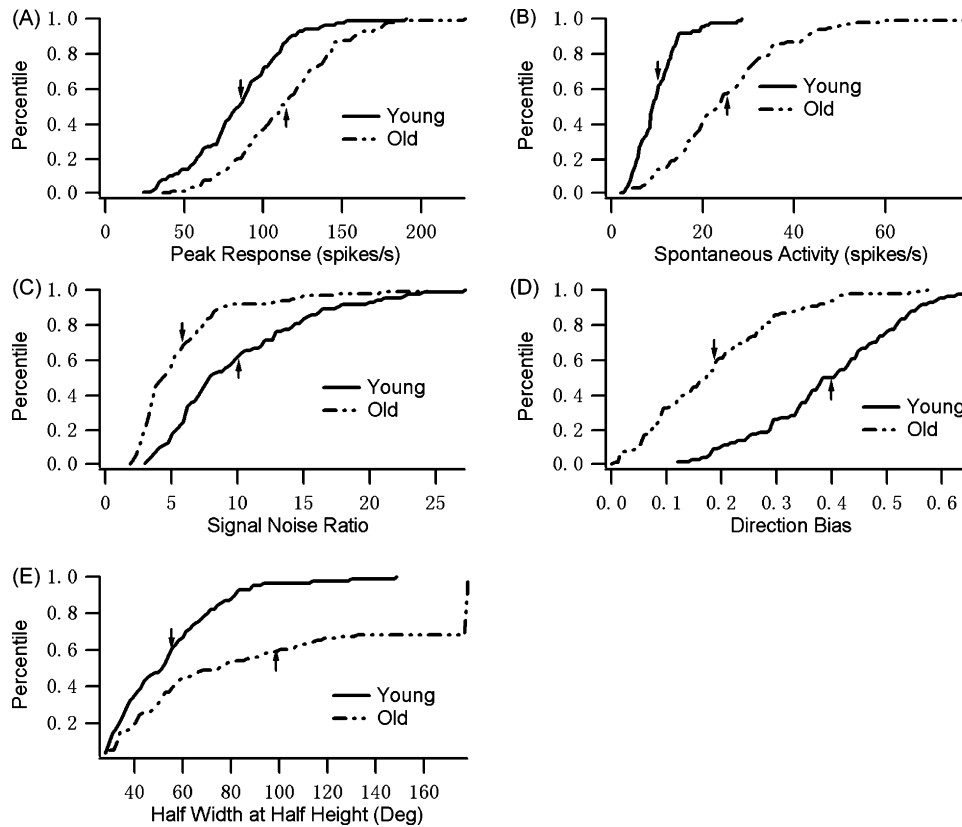 (A)
Percentile
1.0
0.8
0.6
0.4
0.2
0.0
Young
Old
0
50
100
150
200
Peak Response (spikes/s)
(B)
Percentile
1.0
0.8
0.6
0.4
0.2
0.0
Young
Old
0
20
40
60
Spontaneous Activity (spikes/s)
(C)
Percentile
1.0
0.8
0.6
0.4
0.2
0.0
Young
Old
0
5
10
15
20
25
Signal Noise Ratio
(D)
Percentile
1.0
0.8
0.6
0.4
0.2
0.0
Young
Old
0.0
0.1
0.2
0.3
0.4
0.5
0.6
Direction Bias
(E)
Percentile
1.0
0.8
0.6
0.4
0.2
Young
Old
40
60
80
100
120
140
160
Half Width at Half Height (Deg)